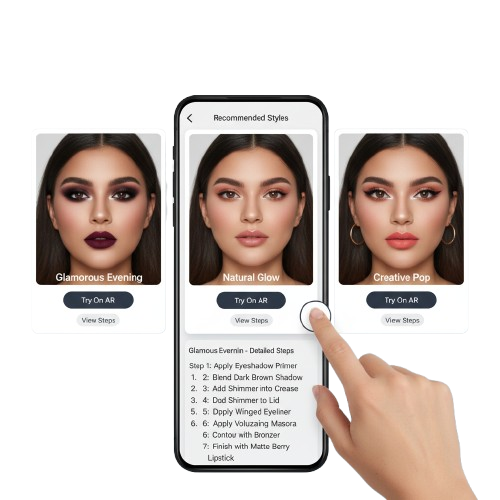 Recommended Styles
Glamorous Evening
Try On AR
View Steps
Natural Glow
Try On AR
View Steps
Creative Pop
Try On AR
View Steps
Glamous Evernin - Detailed Steps
Step 1: Apply Eyeshadow Primer
1. 2: Blend Dark Brown Shadow
2. 3: Add Shimmer into Crease
3. 4: Dod Shimmer to Lid
5. 5: Dpply Winged Eyeliner
6. 6: Apply Voluzaing Masora
6: Contou with Bronzer
7: Finish with Matte Berry
Lipstick